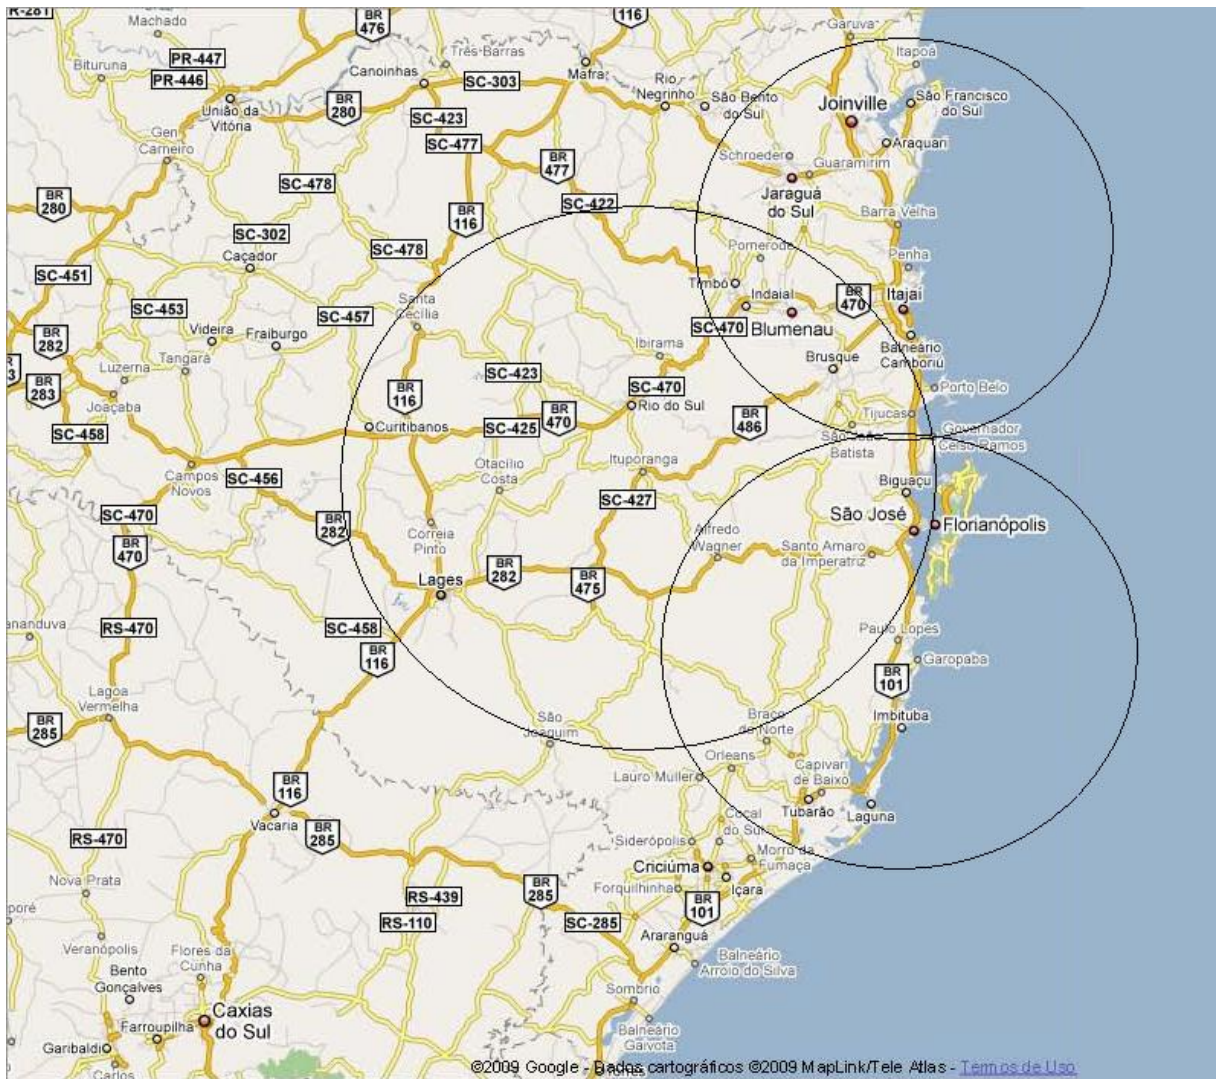 R-281
Machado
BR
476
116
Garuva
Itapoá
PR-447
Bituruna
PR-446
Três Barras
Canoinhas
SC-303
Mafra
Rio
Negrinho
São Bento
do Sul
Joinville
São Francisco
do Sul
União da
Vitória
BR
280
SC-423
Gen
Carneiro
SC-477
BR
477
Araquari
Schroeder
Guaramirim
Jaraguá
do Sul
SC-478
BR
280
SC-422
BR
116
Barra Velha
SC-302
SC-478
Caçador
Pomerode
Penha
SC-451
Timbó
Indaial
BR
470
Itajaí
Santa
Cecília
SC-453
SC-457
SC-470
Blumenau
BR
282
Videira
Fraiburgo
Ibirama
Brusque
Balneário
Camboriú
R
3
Luzerna
Tangará
SC-423
BR
283
Joaçaba
BR
116
SC-470
Porto Belo
Rio do Sul
SC-458
Curitibanos
SC-425
BR
470
BR
486
Tijucas
São João
Batista
Governador
Celso Ramos
Campos
Novos
SC-456
Otacílio
Costa
Ituporanga
Biguaçu
SC-470
SC-427
São José
Florianópolis
BR
282
BR
470
Correia
Pinto
Alfredo
Wagner
Santo Amaro
da Imperatriz
Lages
BR
282
BR
475
ananduva
RS-470
SC-458
BR
116
Paulo Lopes
Garopaba
BR
101
Lagoa
Vermelha
BR
285
São
Joaquim
Braço
do Norte
Imbituba
Orleans
Lauro Muller
Capivari
de Baixo
BR
116
Tubarão
Laguna
Vacaria
BR
285
RS-470
Cocal
do Sul
Siderópolis
Morro da
Fumaça
Criciúma
Nova Prata
Forquilhinha
Içara
RS-439
BR
285
BR
101
RS-110
SC-285
oré
Veranópolis
Flores da
Cunha
Araranguá
Balneário
Arroio do Silva
Bento
Gonçalves
Sombrio
Caxias
do Sul
Farroupilha
Balneário
Gaivota
Garibaldi
Carlos
Torres
©2009 Google - Dados cartográficos ©2009 MapLink/Tele Atlas - Termos de Uso